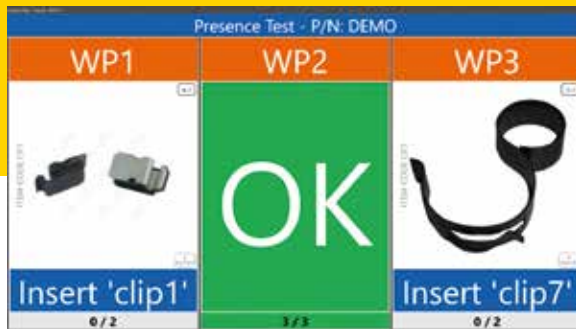 Presence Test - P/N: DEMO
WP1
WP2
WP3
OK
Insert 'clip1'
Insert 'clip7'
0 / 2
3 / 3
0 / 2